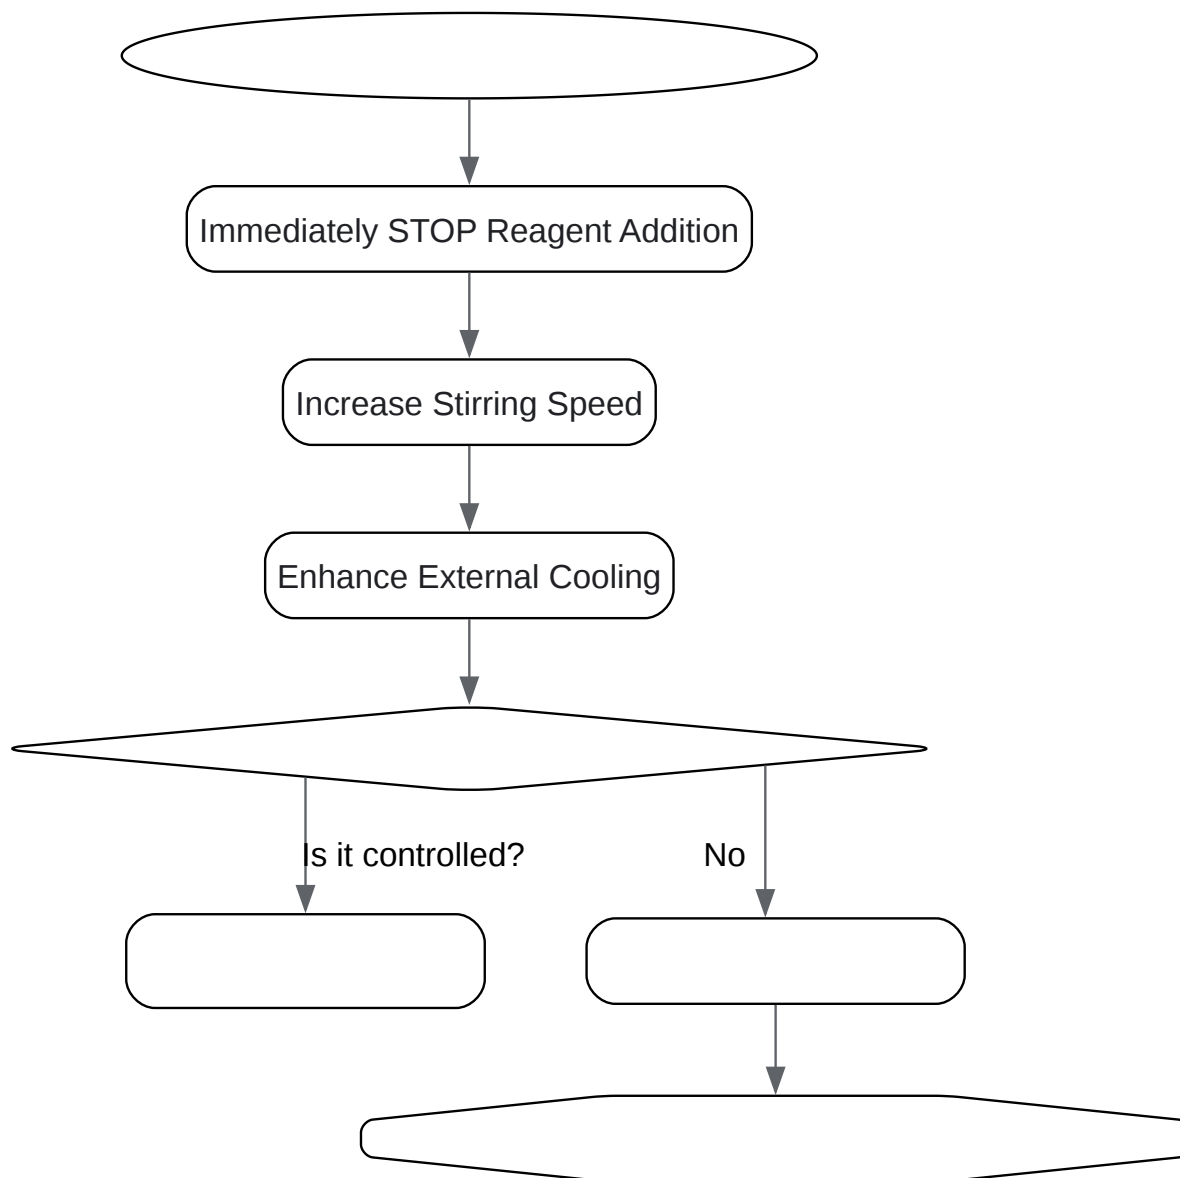 Immediately STOP Reagent Addition
Increase Stirring Speed
Enhance External Cooling
Is it controlled?
No